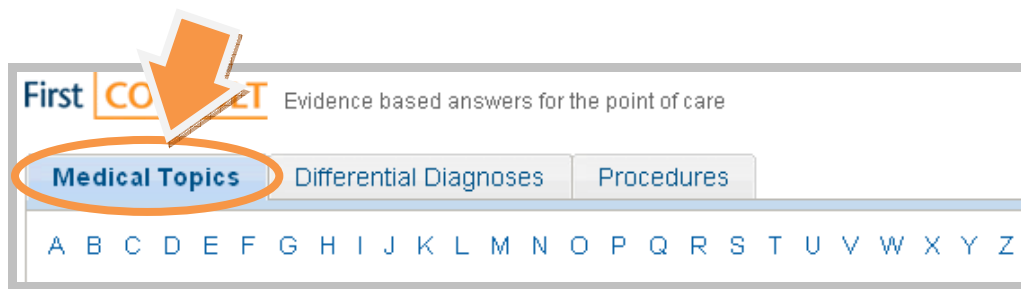 First Evidence based answers for the point of care
Medical Topics Differential Diagnoses Procedures
A B C D E F G H I J K L M N O P Q R S T U V W X Y Z